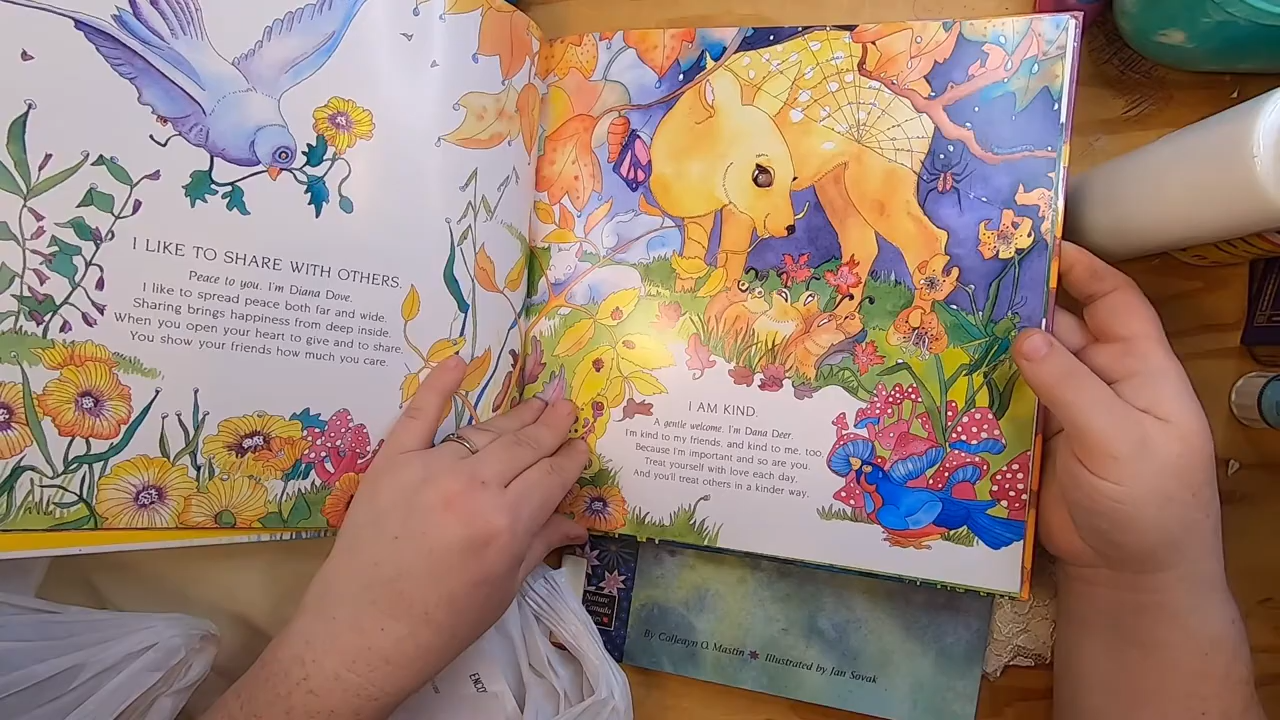 I LIKE TO SHARE WITH OTHERS.
Peace to you. I'm Diana Dove.
I like to spread peace both far and wide.
Sharing brings happiness from deep inside.
When you open your heart to give and to share,
You show your friends how much you care.
I AM KIND.
A gentle welcome. I'm Dana Deer.
I'm kind to my friends, and kind to me, too,
Because I'm important and so are you.
Treat yourself with love each day,
And you'll treat others in a kinder way.
Nature
Canada
By Colleayn O. Mastin ★ Illustrated by Jan Sovak